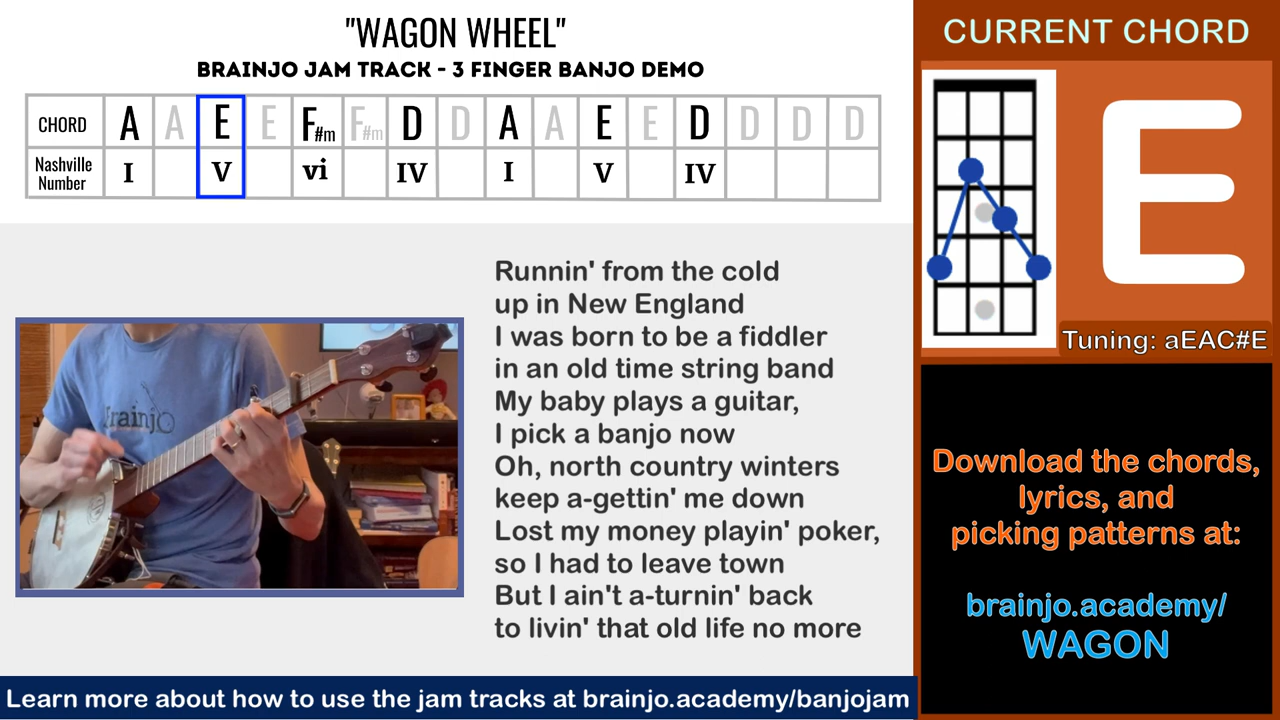 "WAGON WHEEL"
BRAINJO JAM TRACK - 3 FINGER BANJO DEMO
CHORD A A E E F#m F#m D D A A E E D D D D
Nashville Number I V vi IV I V IV
Runnin' from the cold
up in New England
I was born to be a fiddler
in an old time string band
My baby plays a guitar,
I pick a banjo now
Oh, north country winters
keep a-gettin' me down
Lost my money playin' poker,
so I had to leave town
But I ain't a-turnin' back
to livin' that old life no more
Brainjo
Learn more about how to use the jam tracks at brainjo.academy/banjojam
CURRENT CHORD
E
Tuning: aEAC#E
Download the chords,
lyrics, and
picking patterns at:
brainjo.academy/
WAGON